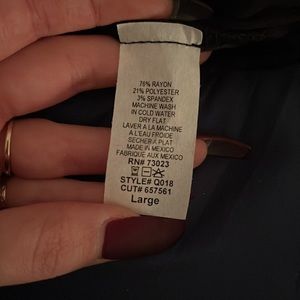 76% RAYON
21% POLYESTER
3% SPANDEX
MACHINE WASH
IN COLD WATER
DRY FLAT
LAVER A LA MACHINE
A L'EAU FROIDE
SECHER A PLAT
MADE IN MEXICO
FABRIQUE AUX MEXICO
RN# 73023
STYLE# Q018
CUT# 657561
Large